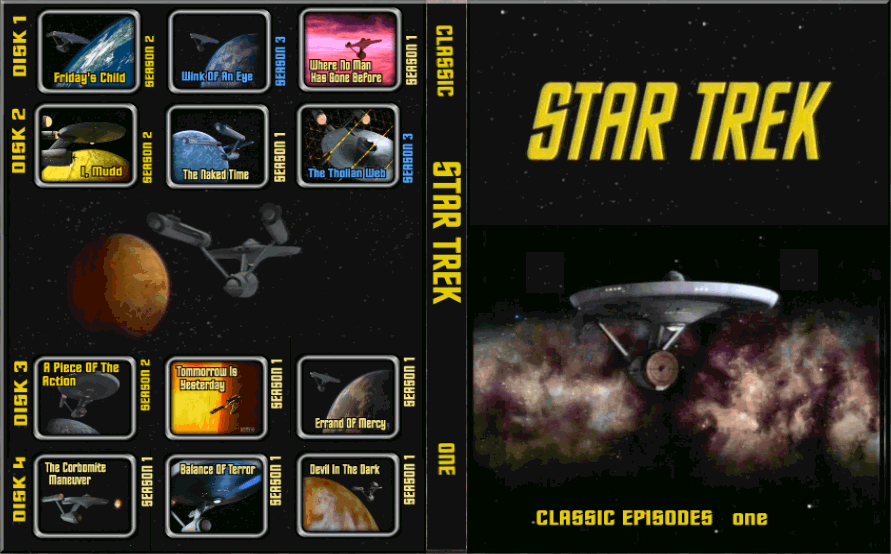 DISK 1
Friday's Child
SEASON 2
Wink Of An Eye
SEASON 3
Where No Man
Has Gone Before
SEASON 1
DISK 2
I, Mudd
SEASON 2
The Naked Time
SEASON 1
The Tholian Web
SEASON 3
DISK 3
A Piece Of The
Action
SEASON 2
Tommorrow Is
Yesterday
SEASON 1
Errand Of Mercy
SEASON 1
DISK 4
The Corbomite
Maneuver
SEASON 1
Balance Of Terror
SEASON 1
Devil In The Dark
SEASON 1
CLASSIC
STAR TREK
ONE
STAR TREK
CLASSIC EPISODES one